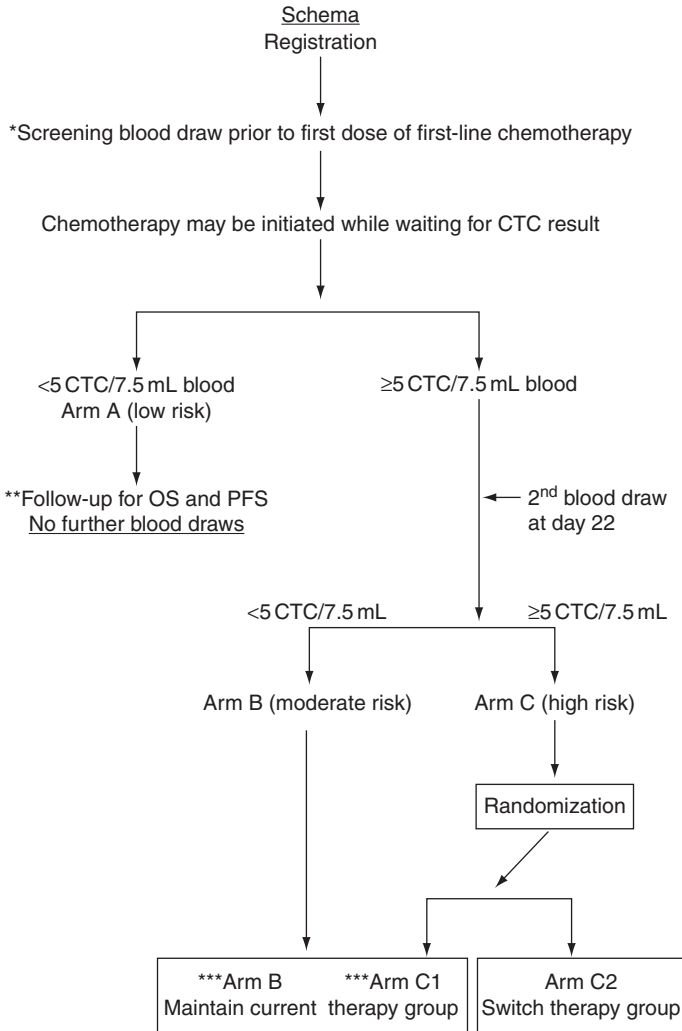 Schema
Registration
*Screening blood draw prior to first dose of first-line chemotherapy
Chemotherapy may be initiated while waiting for CTC result
<5 CTC/7.5 mL blood
Arm A (low risk)
≥5 CTC/7.5 mL blood
**Follow-up for OS and PFS
No further blood draws
2nd blood draw
at day 22
<5 CTC/7.5 mL
≥5 CTC/7.5 mL
Arm B (moderate risk)
Arm C (high risk)
Randomization
***Arm B ***Arm C1
Maintain current therapy group
Arm C2
Switch therapy group